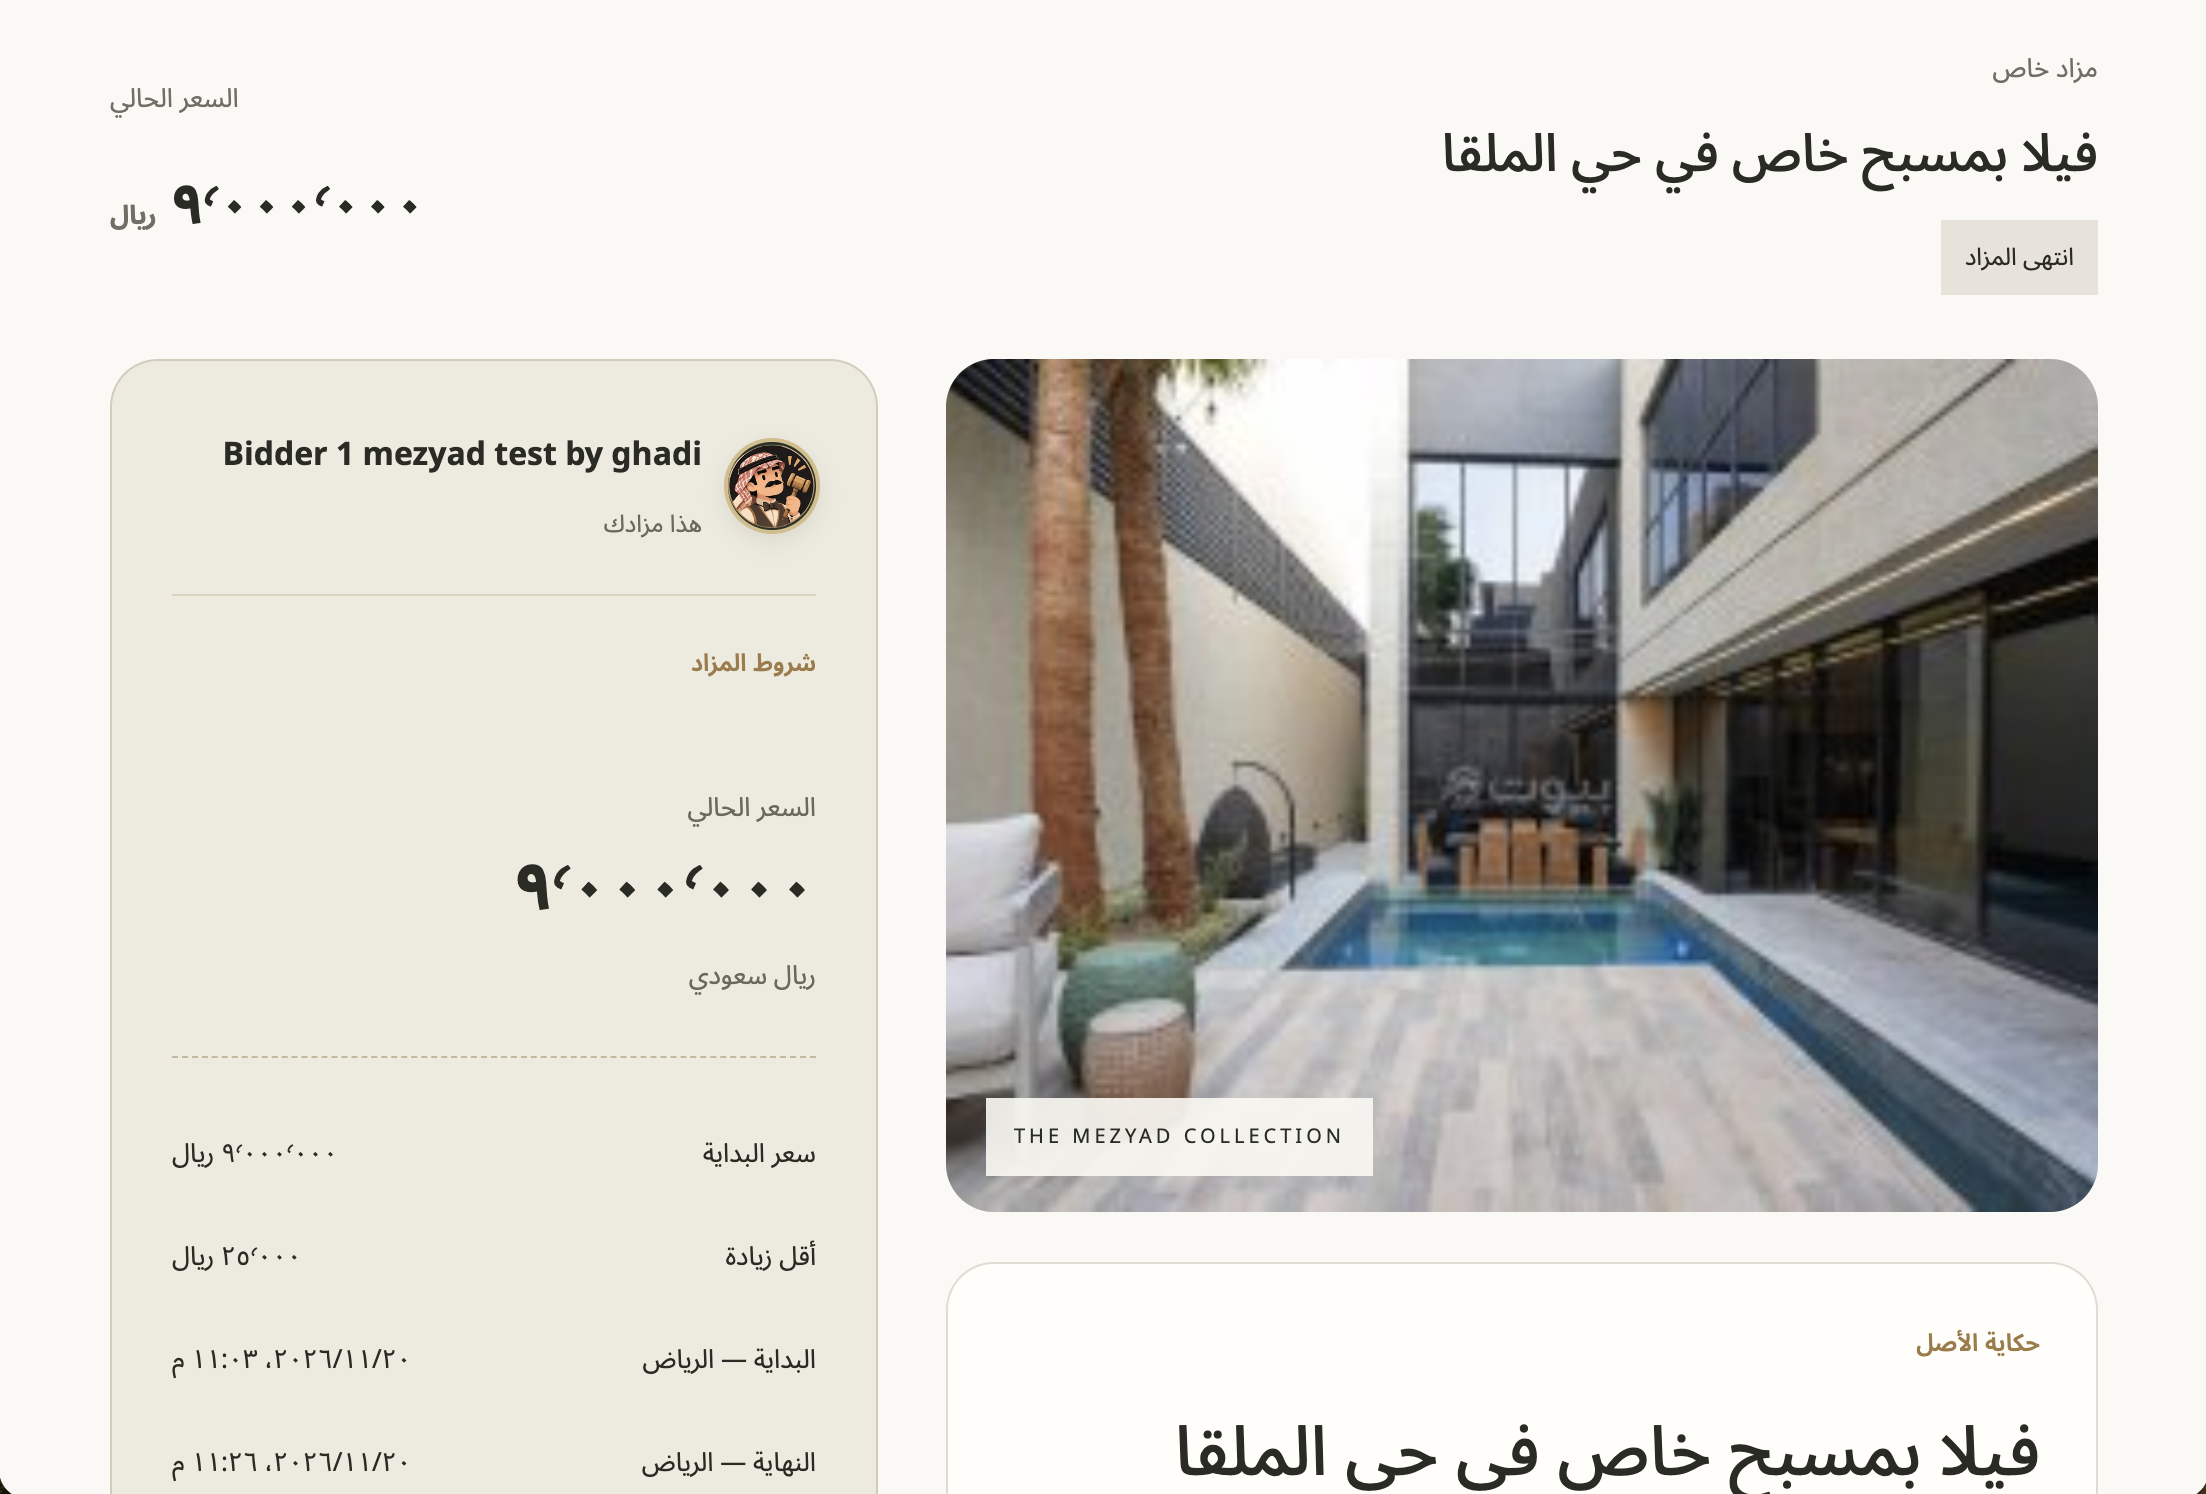 مزاد خاص
فيلا بمسبح خاص في حي الملقا
انتهى المزاد
السعر الحالي
٩٬٠٠٠٬٠٠٠ ريال
بيوت
THE MEZYAD COLLECTION
حكاية الأصل
فيلا بمسبح خاص في حي الملقا
Bidder 1 mezyad test by ghadi
هذا مزادك
شروط المزاد
السعر الحالي
٩٬٠٠٠٬٠٠٠
ريال سعودي
سعر البداية ٩٬٠٠٠٬٠٠٠ ريال
أقل زيادة ٢٥٬٠٠٠ ريال
البداية — الرياض ٢٠٢٦/١١/٢٠، ١١:٠٣ م
النهاية — الرياض ٢٠٢٦/١١/٢٠، ١١:٢٦ م